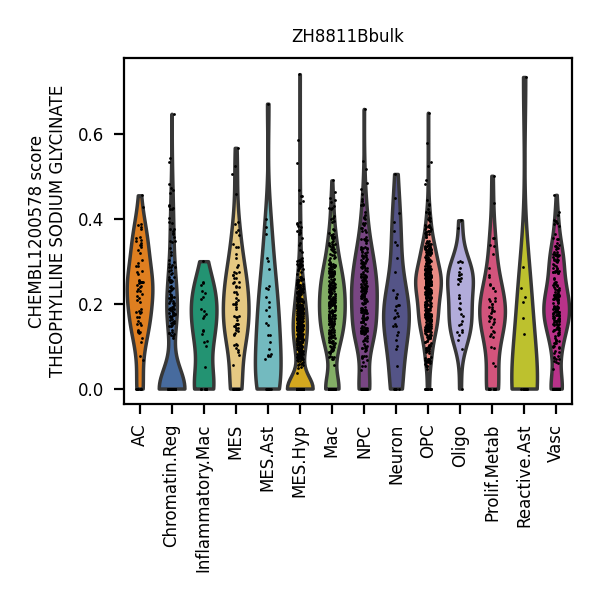 ZH8811Bbulk
CHEMBL1200578 score
THEOPHYLLINE SODIUM GLYCINATE
0.6
0.4
0.2
0.0
AC
Chromatin.Reg
Inflammatory.Mac
MES
MES.Ast
MES.Hyp
Mac
NPC
Neuron
OPC
Oligo
Prolif.Metab
Reactive.Ast
Vasc